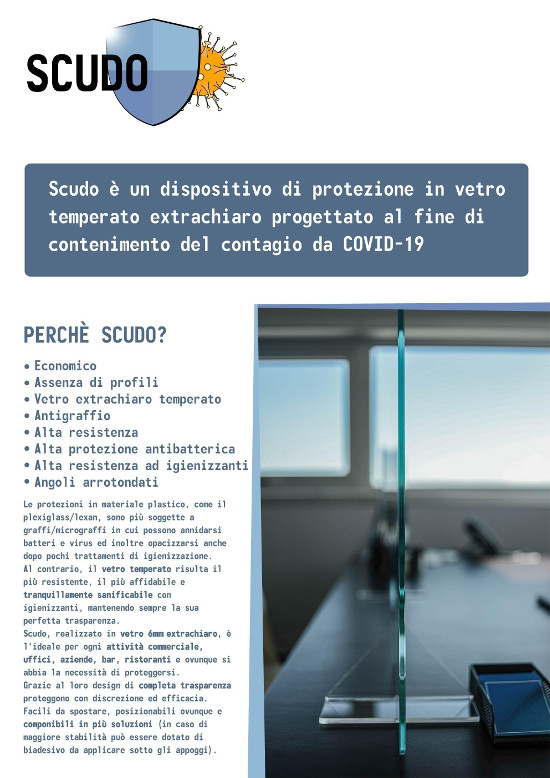 SCUDO
Scudo è un dispositivo di protezione in vetro
temperato extrachiaro progettato al fine di
contenimento del contagio da COVID-19
PERCHÈ SCUDO?
• Economico
• Assenza di profili
• Vetro extrachiaro temperato
• Antigraffio
• Alta resistenza
• Alta protezione antibatterica
• Alta resistenza ad igienizzanti
• Angoli arrotondati
Le protezioni in materiale plastico, come il
plexiglass/lexan, sono più soggette a
graffi/micrograffi in cui possono annidarsi
batteri e virus ed inoltre opacizzarsi anche
dopo pochi trattamenti di igienizzazione.
Al contrario, il vetro temperato risulta il
più resistente, il più affidabile e
tranquillamente sanificabile con
igienizzanti, mantenendo sempre la sua
perfetta trasparenza.
Scudo, realizzato in vetro 6mm extrachiaro, è
l'ideale per ogni attività commerciale,
uffici, aziende, bar, ristoranti e ovunque si
abbia la necessità di proteggersi.
Grazie al loro design di completa trasparenza
proteggono con discrezione ed efficacia.
Facili da spostare, posizionabili ovunque e
componibili in più soluzioni (in caso di
maggiore stabilità può essere dotato di
biadesivo da applicare sotto gli appoggi).